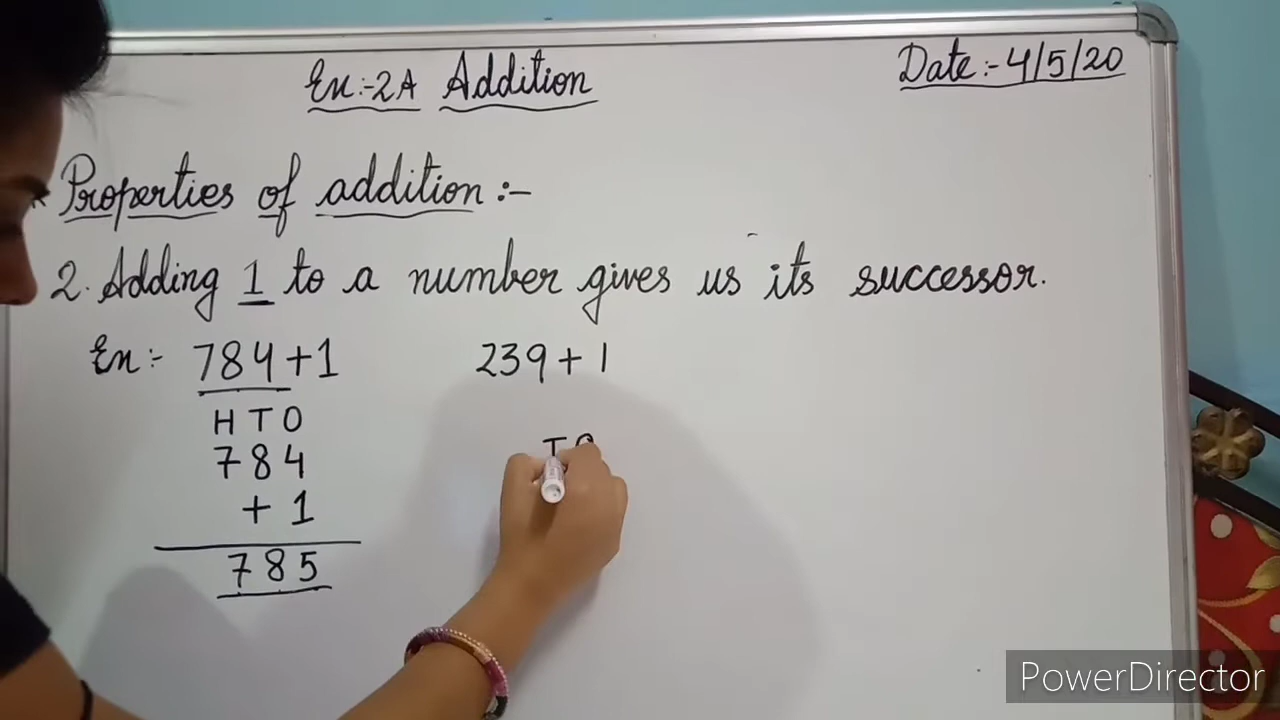 Ex:-2A Addition
Date:-4/5/20
* Properties of addition:-
2. Adding 1 to a number gives us its successor.
Ex:- 784+1
239+1
H T O
784
+ 1
785
T O
PowerDirector